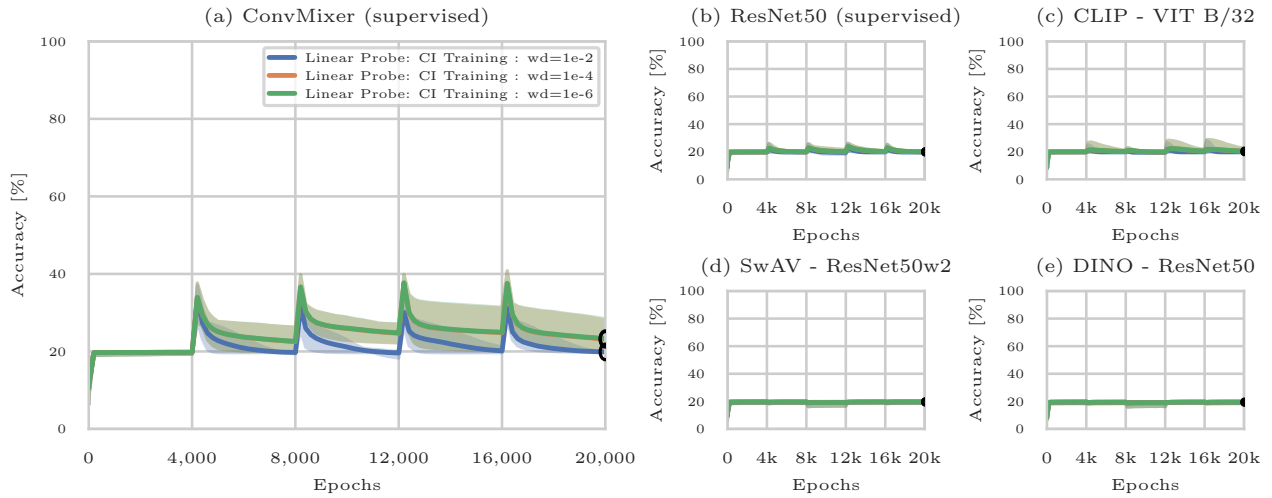 (a) ConvMixer (supervised)
100
80
60
40
20
0
Accuracy [%]
Linear Probe: CI Training : wd=1e-2
Linear Probe: CI Training : wd=1e-4
Linear Probe: CI Training : wd=1e-6
0 4,000 8,000 12,000 16,000 20,000
Epochs
(b) ResNet50 (supervised)
100
80
60
40
20
0
Accuracy [%]
0 4k 8k 12k 16k 20k
Epochs
(c) CLIP - VIT B/32
100
80
60
40
20
0
Accuracy [%]
0 4k 8k 12k 16k 20k
Epochs
(d) SwAV - ResNet50w2
100
80
60
40
20
0
Accuracy [%]
0 4k 8k 12k 16k 20k
Epochs
(e) DINO - ResNet50
100
80
60
40
20
0
Accuracy [%]
0 4k 8k 12k 16k 20k
Epochs